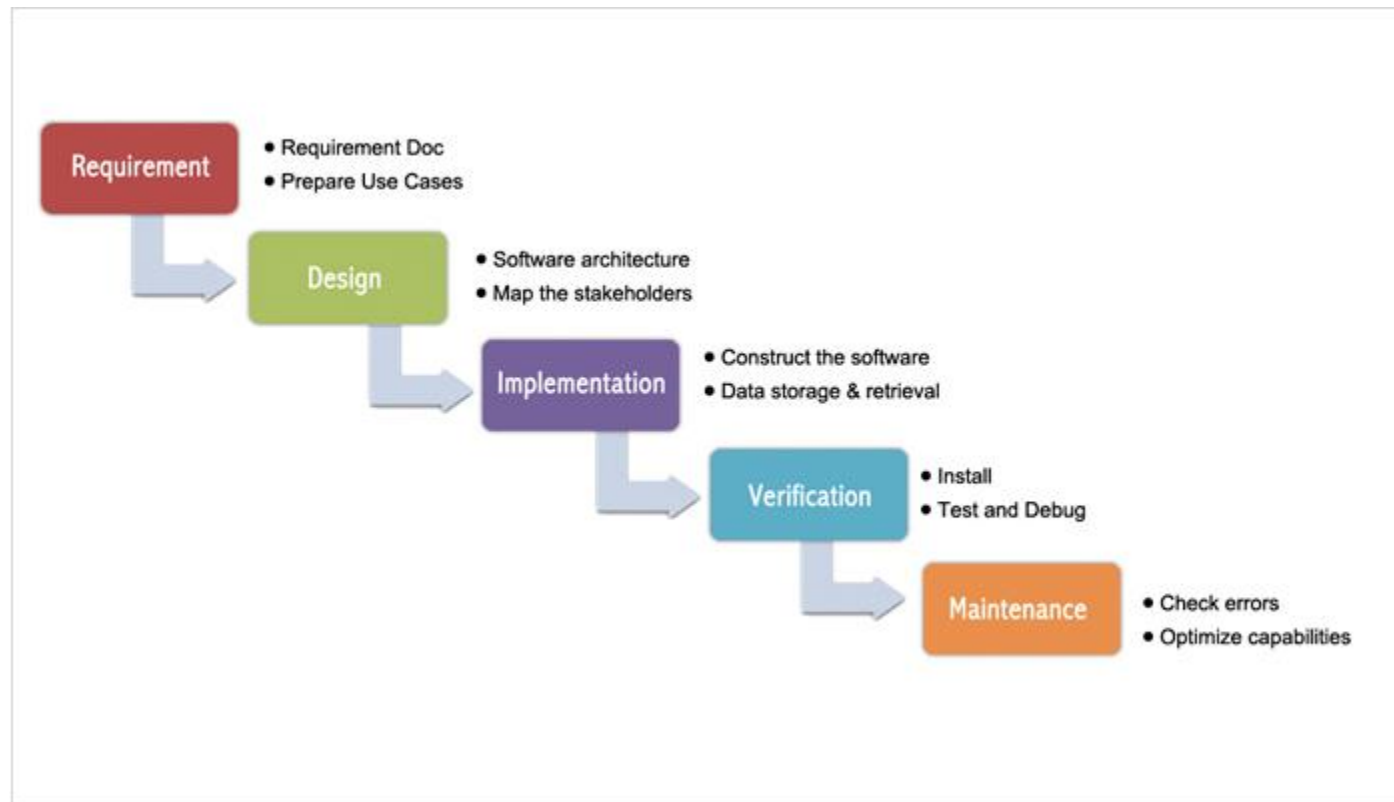 Requirement
● Requirement Doc
● Prepare Use Cases
Design
● Software architecture
● Map the stakeholders
Implementation
● Construct the software
● Data storage & retrieval
Verification
● Install
● Test and Debug
Maintenance
● Check errors
● Optimize capabilities